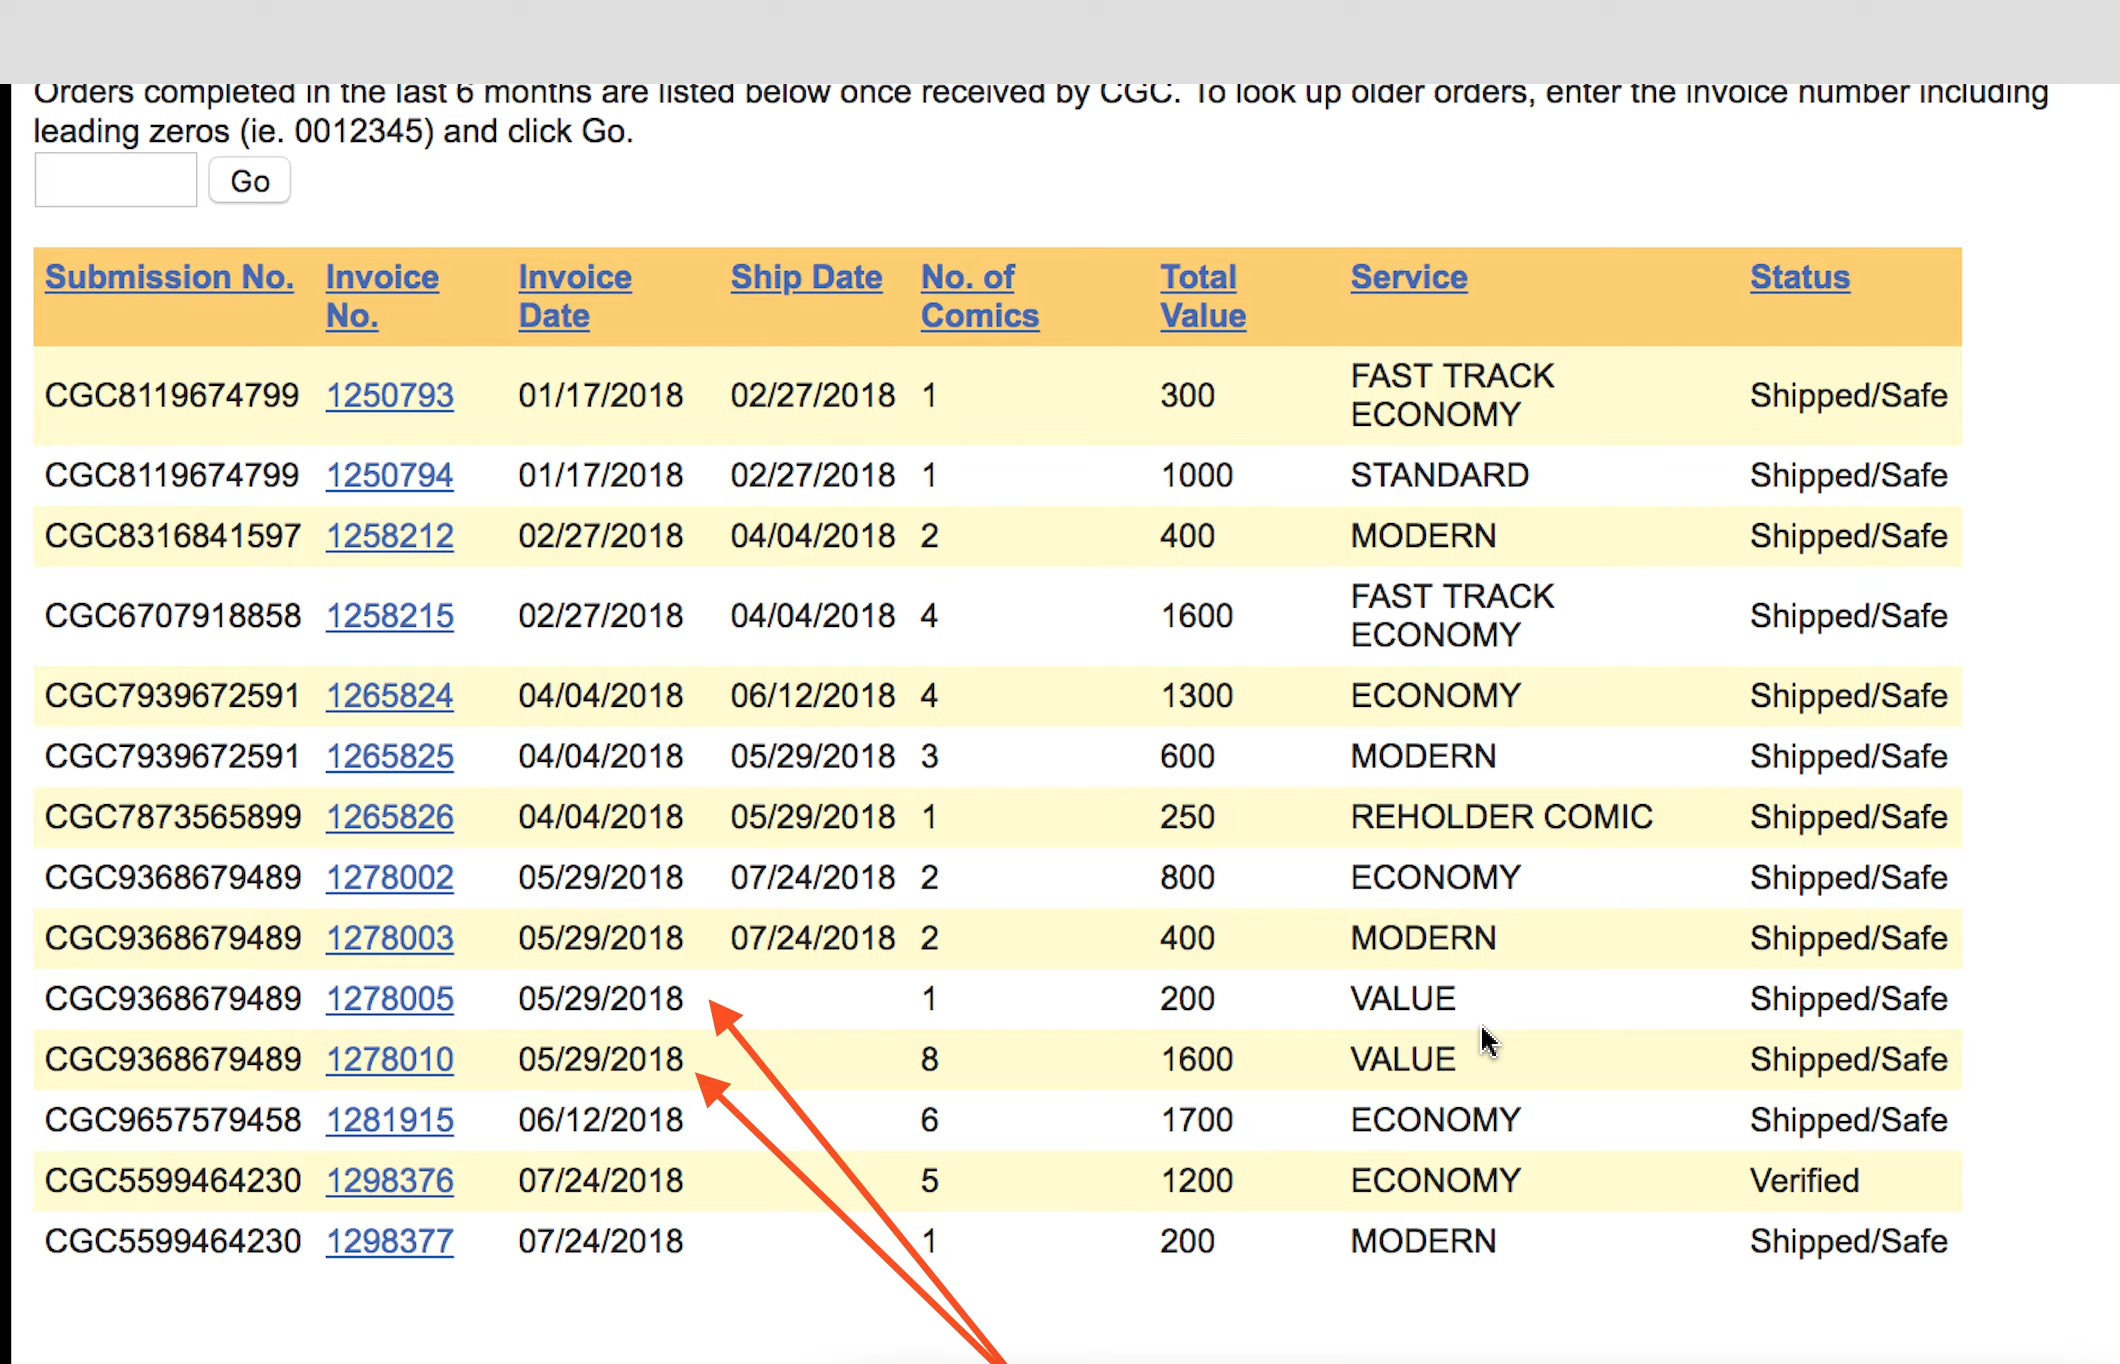 Orders completed in the last 6 months are listed below once received by CGC. To look up older orders, enter the invoice number including
leading zeros (ie. 0012345) and click Go.
Go
Submission No. Invoice No. Invoice Date Ship Date No. of Comics Total Value Service Status
CGC8119674799 1250793 01/17/2018 02/27/2018 1 300 FAST TRACK ECONOMY Shipped/Safe
CGC8119674799 1250794 01/17/2018 02/27/2018 1 1000 STANDARD Shipped/Safe
CGC8316841597 1258212 02/27/2018 04/04/2018 2 400 MODERN Shipped/Safe
CGC6707918858 1258215 02/27/2018 04/04/2018 4 1600 FAST TRACK ECONOMY Shipped/Safe
CGC7939672591 1265824 04/04/2018 06/12/2018 4 1300 ECONOMY Shipped/Safe
CGC7939672591 1265825 04/04/2018 05/29/2018 3 600 MODERN Shipped/Safe
CGC7873565899 1265826 04/04/2018 05/29/2018 1 250 REHOLDER COMIC Shipped/Safe
CGC9368679489 1278002 05/29/2018 07/24/2018 2 800 ECONOMY Shipped/Safe
CGC9368679489 1278003 05/29/2018 07/24/2018 2 400 MODERN Shipped/Safe
CGC9368679489 1278005 05/29/2018 1 200 VALUE Shipped/Safe
CGC9368679489 1278010 05/29/2018 8 1600 VALUE Shipped/Safe
CGC9657579458 1281915 06/12/2018 6 1700 ECONOMY Shipped/Safe
CGC5599464230 1298376 07/24/2018 5 1200 ECONOMY Verified
CGC5599464230 1298377 07/24/2018 1 200 MODERN Shipped/Safe